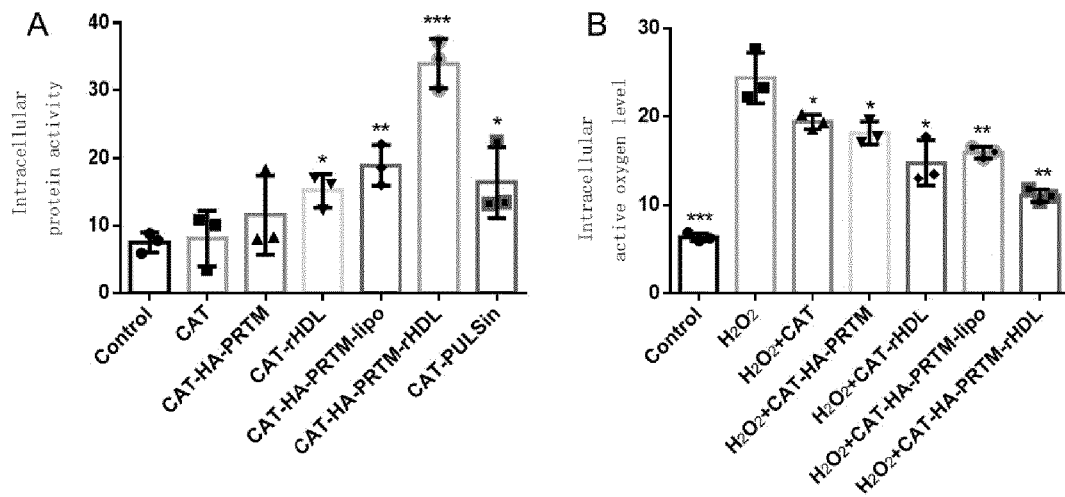 A
Intracellular
protein activity
40
30
20
10
0
*
**
***
*
Control
CAT
CAT-HA-PRTM
CAT-rHDL
CAT-HA-PRTM-lipo
CAT-HA-PRTM-rHDL
CAT-PULSin
B
Intracellular
active oxygen level
30
20
10
0
***
*
*
*
**
**
Control
H₂O₂
H₂O₂+CAT
H₂O₂+CAT-HA-PRTM
H₂O₂+CAT-rHDL
H₂O₂+CAT-HA-PRTM-lipo
H₂O₂+CAT-HA-PRTM-rHDL